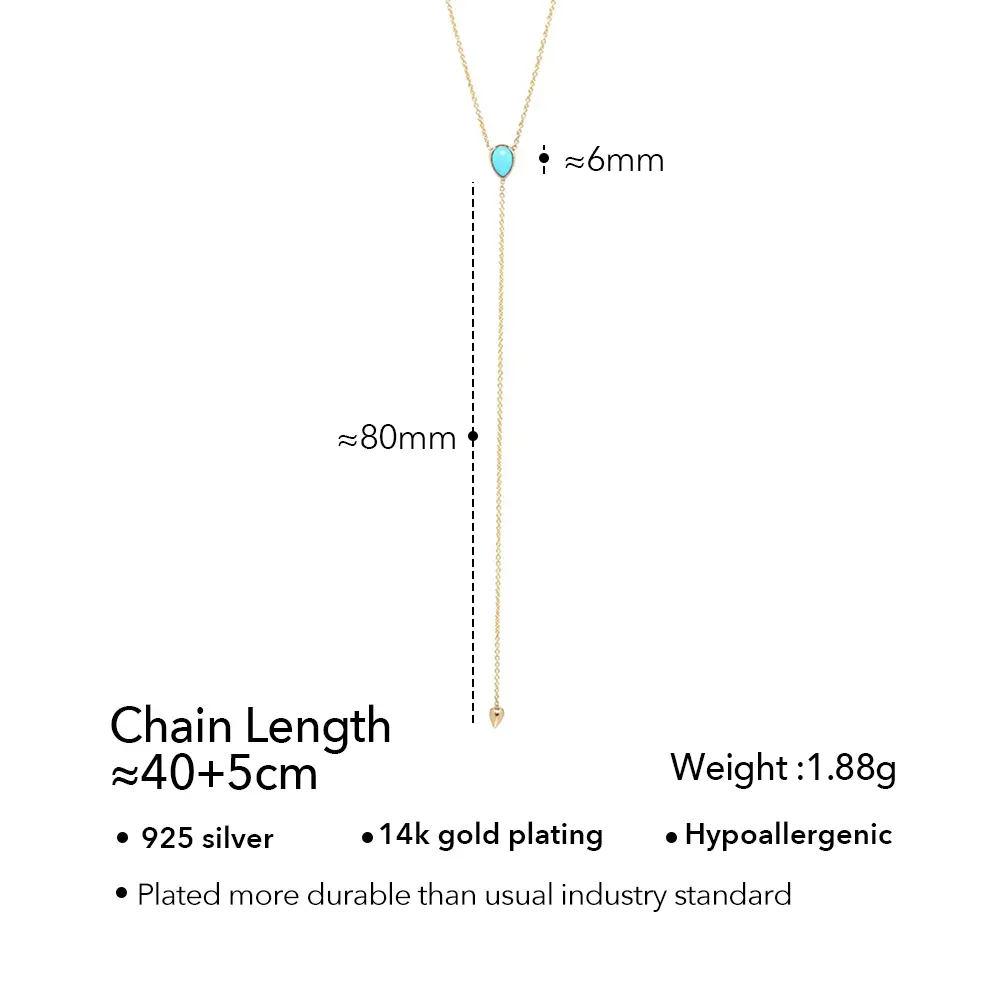 ≈6mm
≈80mm
Chain Length
≈40+5cm
Weight :1.88g
• 925 silver
• 14k gold plating
• Hypoallergenic
• Plated more durable than usual industry standard